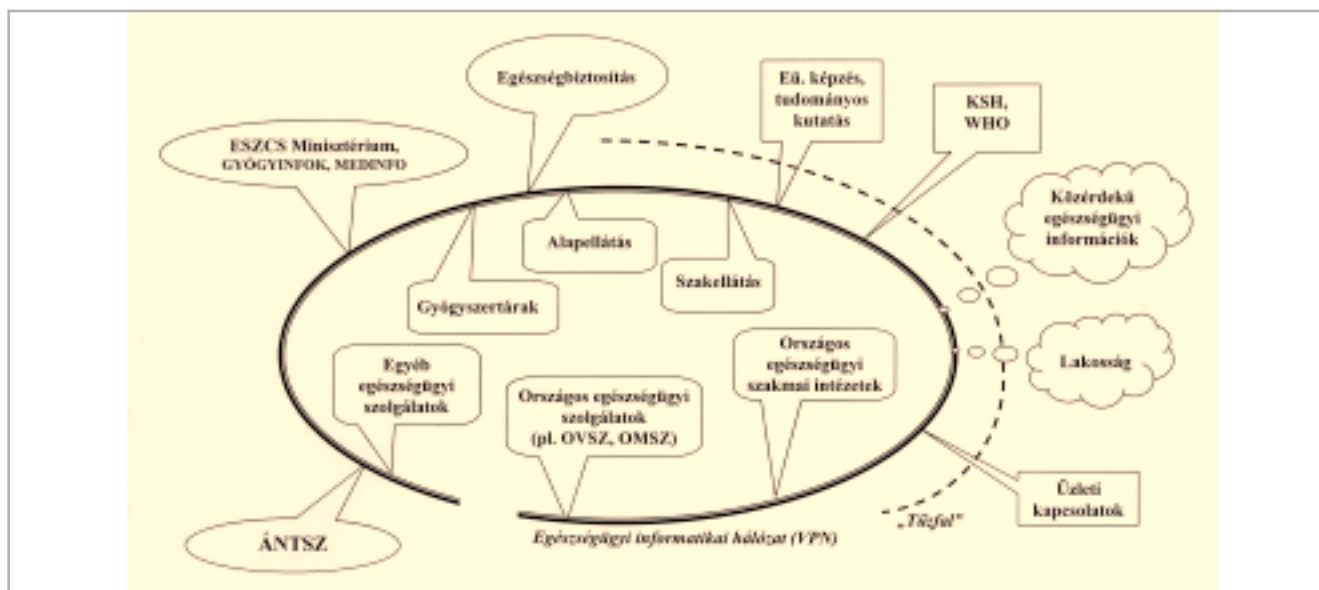 Egészségbiztosítás
Eü. képzés,
tudományos
kutatás
KSH,
WHO
ESZCS Minisztérium,
GYÓGYINFOK, MEDINFO
Közérdekű
egészségügyi
információk
Alapellátás
Szakellátás
Gyógyszertárak
Lakosság
Egyéb
egészségügyi
szolgálatok
Országos egészségügyi
szolgálatok
(pl. OVSZ, OMSZ)
Országos
egészségügyi
szakmai intézetek
Üzleti
kapcsolatok
„Tűzfal"
Egészségügyi informatikai hálózat (VPN)
ÁNTSZ